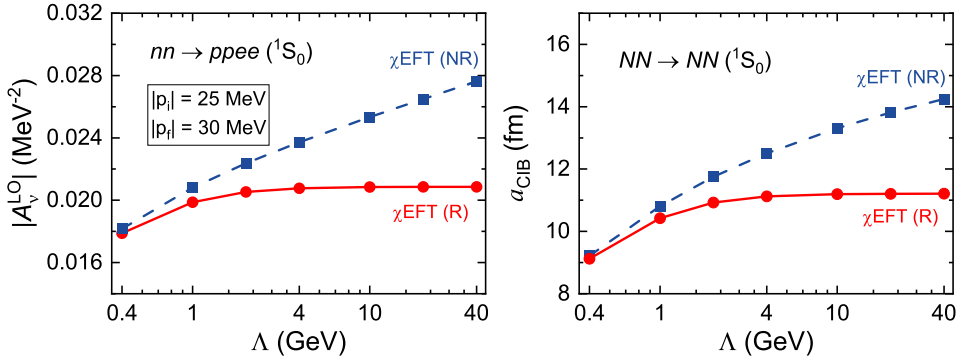 nn → ppee (¹S₀)
χEFT (NR)
|pᵢ| = 25 MeV
|p_f| = 30 MeV
χEFT (R)
|A_ν^LO| (MeV⁻²)
0.032
0.028
0.024
0.020
0.016
0.4 1 4 10 40
Λ (GeV)
NN → NN (¹S₀)
χEFT (NR)
χEFT (R)
a_CIB (fm)
16
14
12
10
8
0.4 1 4 10 40
Λ (GeV)